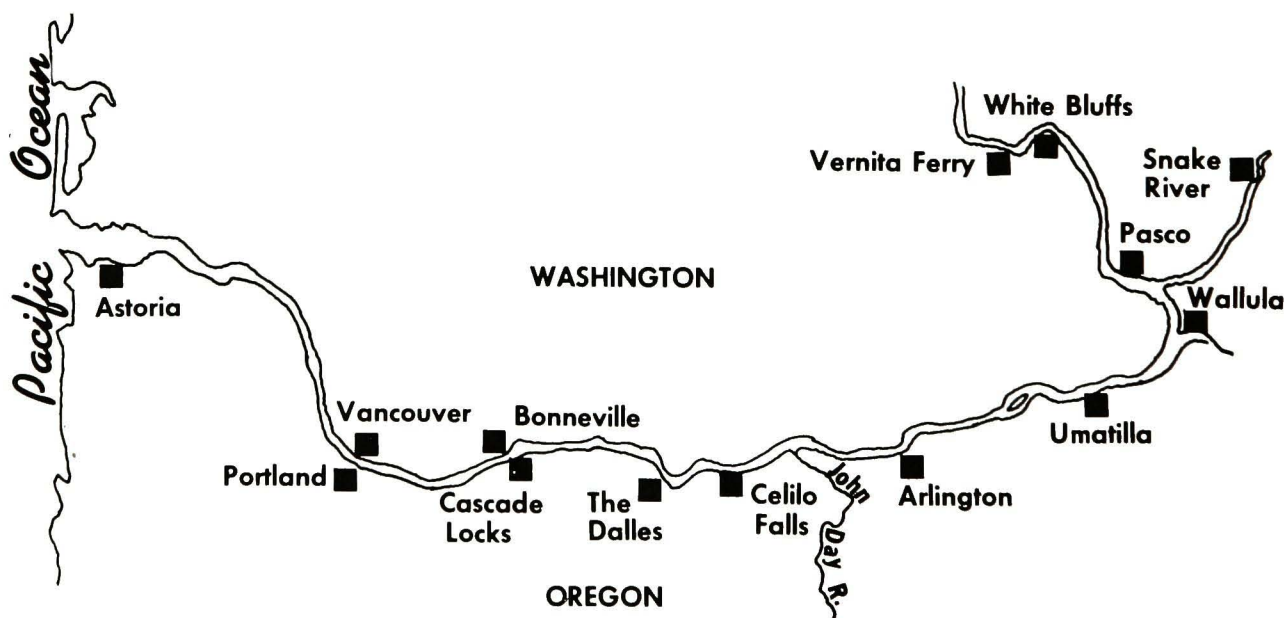 Pacific Ocean
White Bluffs
Vernita Ferry
Snake
River
Pasco
WASHINGTON
Wallula
Astoria
Vancouver
Bonneville
Umatilla
Portland
Cascade
Locks
The
Dalles
Celilo
Falls
John
Day R.
Arlington
OREGON